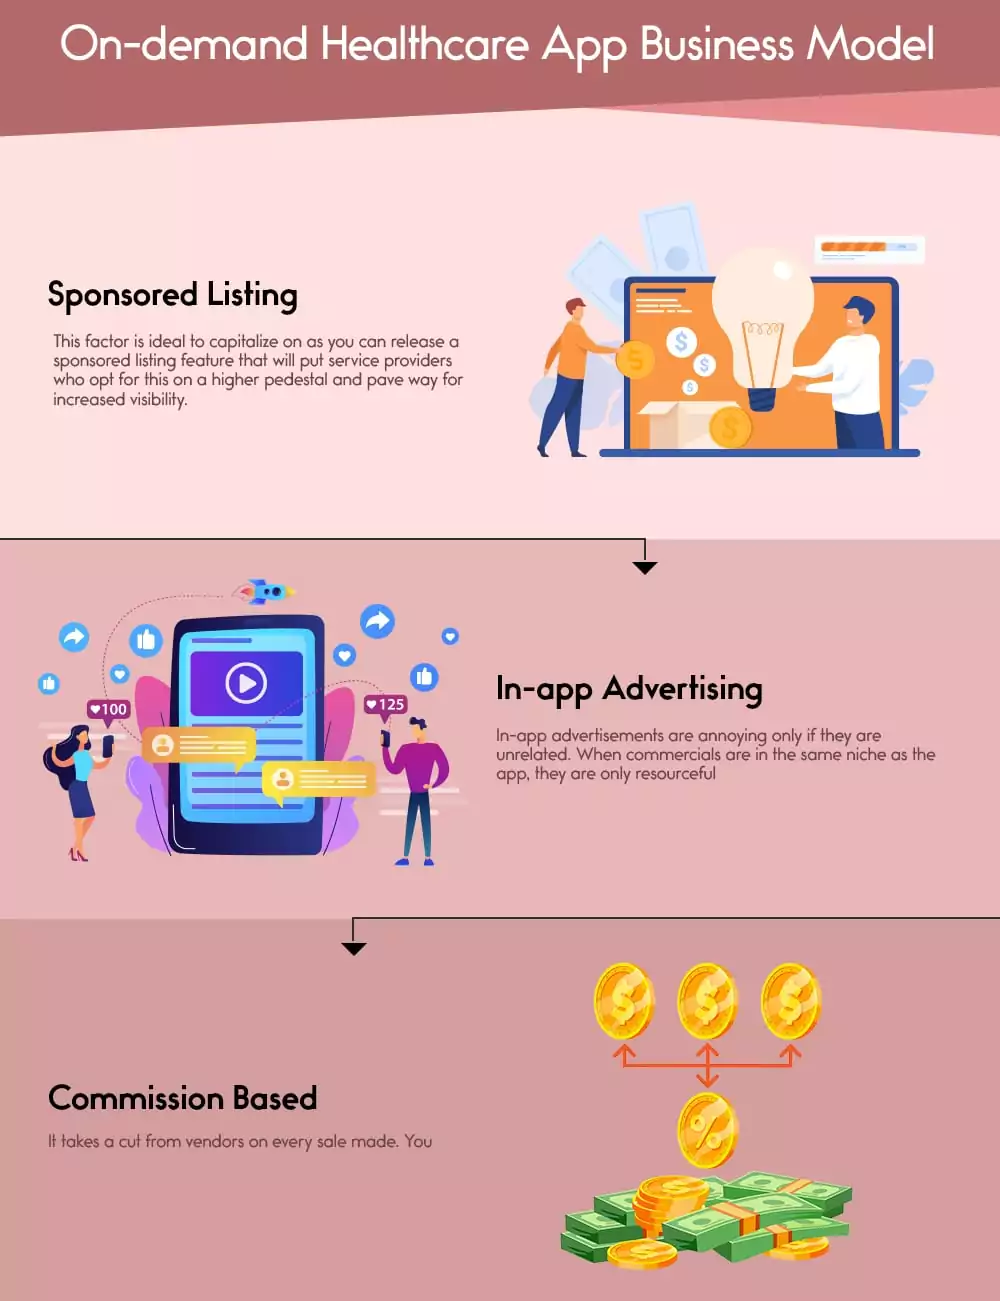 On-demand Healthcare App Business Model
Sponsored Listing
This factor is ideal to capitalize on as you can release a
sponsored listing feature that will put service providers
who opt for this on a higher pedestal and pave way for
increased visibility.
100
125
In-app Advertising
In-app advertisements are annoying only if they are
unrelated. When commercials are in the same niche as the
app, they are only resourceful
Commission Based
It takes a cut from vendors on every sale made. You